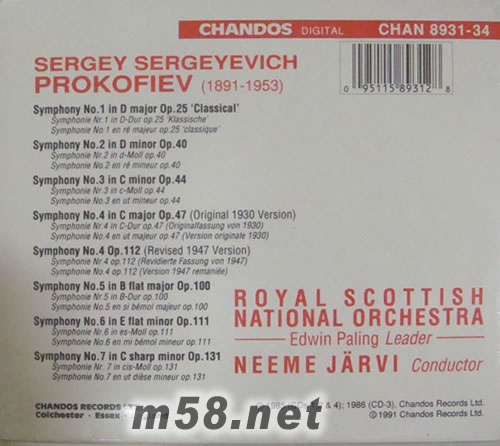 CHANDOS DIGITAL CHAN 8931-34
SERGEY SERGEYEVICH
PROKOFIEV (1891-1953)
0 95115 89312 8
Symphony No.1 in D major Op.25 'Classical'
Symphonie Nr.1 in D-Dur op.25 'Klassische'
Symphonie No.1 en ré majeur op.25 'classique'
Symphony No.2 in D minor Op.40
Symphonie Nr.2 in d-Moll op.40
Symphonie No.2 en ré mineur op.40
Symphony No.3 in C minor Op.44
Symphonie Nr.3 in c-Moll op.44
Symphonie No.3 en ut mineur op.44
Symphony No.4 in C major Op.47 (Original 1930 Version)
Symphonie Nr.4 in C-Dur op.47 (Originalfassung von 1930)
Symphonie No.4 en ut majeur op.47 (Version originale 1930)
Symphony No.4 Op.112 (Revised 1947 Version)
Symphonie Nr.4 op.112 (Revidierte Fassung von 1947)
Symphonie No.4 op.112 (Version 1947 remaniée)
Symphony No.5 in B flat major Op.100
Symphonie Nr.5 in B-Dur op.100
Symphonie No.5 en si bémol majeur op.100
Symphony No.6 in E flat minor Op.111
Symphonie Nr.6 in es-Moll op.111
Symphonie No.6 en mi bémol mineur op.111
Symphony No.7 in C sharp minor Op.131
Symphonie Nr. 7 in cis-Moll op.131
Symphonie No.7 en ut dièse mineur op.131
ROYAL SCOTTISH
NATIONAL ORCHESTRA
Edwin Paling Leader
NEEME JÄRVI Conductor
CHANDOS RECORDS
Colchester · Essex
& 4); 1986 (CD-3), Chandos Records Ltd.
© 1991 Chandos Records Ltd.
m58.net